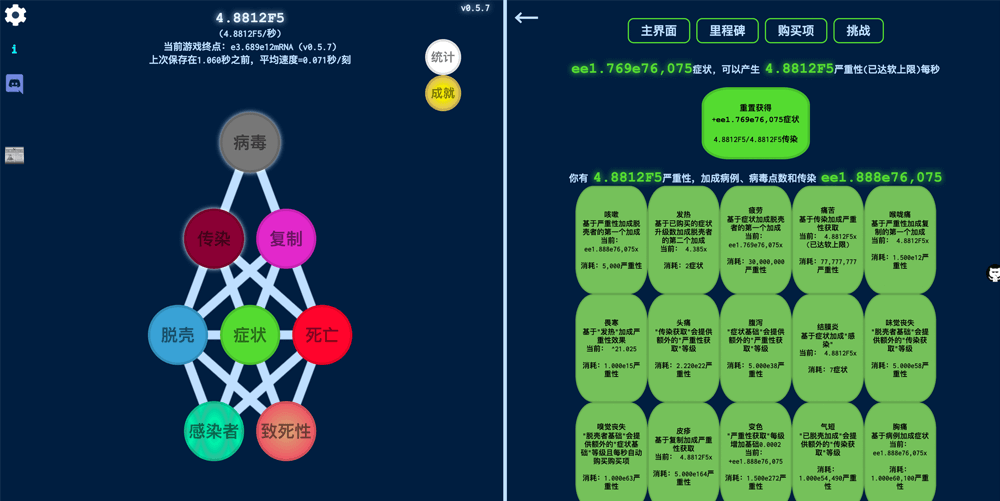 4.8812F5
(4.8812F5/秒)
当前游戏终点: e3.689e12mRNA (v0.5.7)
上次保存在1.060秒之前, 平均速度=0.071秒/刻
v0.5.7
i
统计
成就
病毒
传染
复制
脱壳
症状
死亡
感染者
致死性
主界面
里程碑
购买项
挑战
ee1.769e76,075症状, 可以产生 4.8812F5严重性(已达软上限)每秒
重置获得
+ee1.769e76,075症状
4.8812F5/4.8812F5传染
你有 4.8812F5严重性, 加成病例、病毒点数和传染 ee1.888e76,075
咳嗽
基于严重性加成脱
壳者的第一个加成
当前:
ee1.888e76,075x
消耗: 5,000严重性
发热
基于已购买的症状
升级数加成脱壳者
的第二个加成
当前: 4.385x
消耗: 2症状
疲劳
基于症状加成脱壳
者的第一个加成
当前:
ee1.769e76,075x
消耗: 30,000,000
严重性
痛苦
基于传染加成严重
性获取
当前: 4.8812F5x
(已达软上限)
消耗: 77,777,777
严重性
喉咙痛
基于严重性加成复
制的第一个加成
当前: 4.8812F5x
消耗: 1.500e12严
重性
畏寒
基于"发热"加成严
重性效果
当前: ^21.025
消耗: 1.000e15严
重性
头痛
"传染获取"会提供
额外的"严重性获
取"等级
消耗: 2.220e22严
重性
腹泻
"症状基础"会提供
额外的"严重性获
取"等级
消耗: 5.000e38严
重性
结膜炎
基于症状加成"感
染"
当前: 4.8812F5x
消耗: 7症状
味觉丧失
"脱壳者基础"会提
供额外的"传染获
取"等级
消耗: 5.000e58严
重性
嗅觉丧失
"脱壳者基础"会提
供额外的"症状基
础"等级且每秒自动
购买购买项
消耗: 1.000e63严
重性
皮疹
基于复制加成严重
性获取
当前: 4.8812F5x
消耗: 5.000e164严
重性
变色
"严重性获取"每级
增加基础0.0002
当前:
+ee1.888e76,075
消耗: 1.500e272严
重性
气短
"已脱壳加成"会提
供额外的"传染获
取"等级
消耗:
1.000e54,490严重
性
胸痛
基于病例加成症状
当前:
ee1.888e76,075x
消耗:
1.000e60,100严重
性